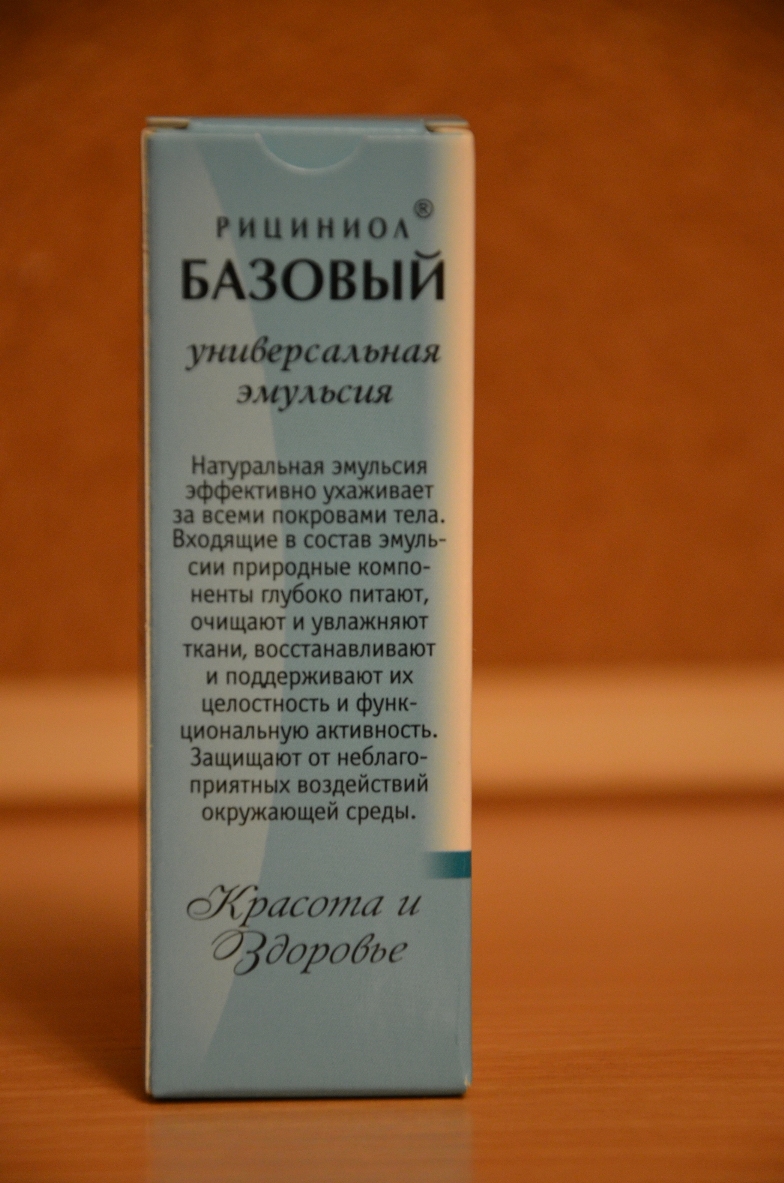 РИЦИНИОЛ®
БАЗОВЫЙ
универсальная
эмульсия
Натуральная эмульсия
эффективно ухаживает
за всеми покровами тела.
Входящие в состав эмуль-
сии природные компо-
ненты глубоко питают,
очищают и увлажняют
ткани, восстанавливают
и поддерживают их
целостность и функ-
циональную активность.
Защищают от неблаго-
приятных воздействий
окружающей среды.
Красота и
Здоровье